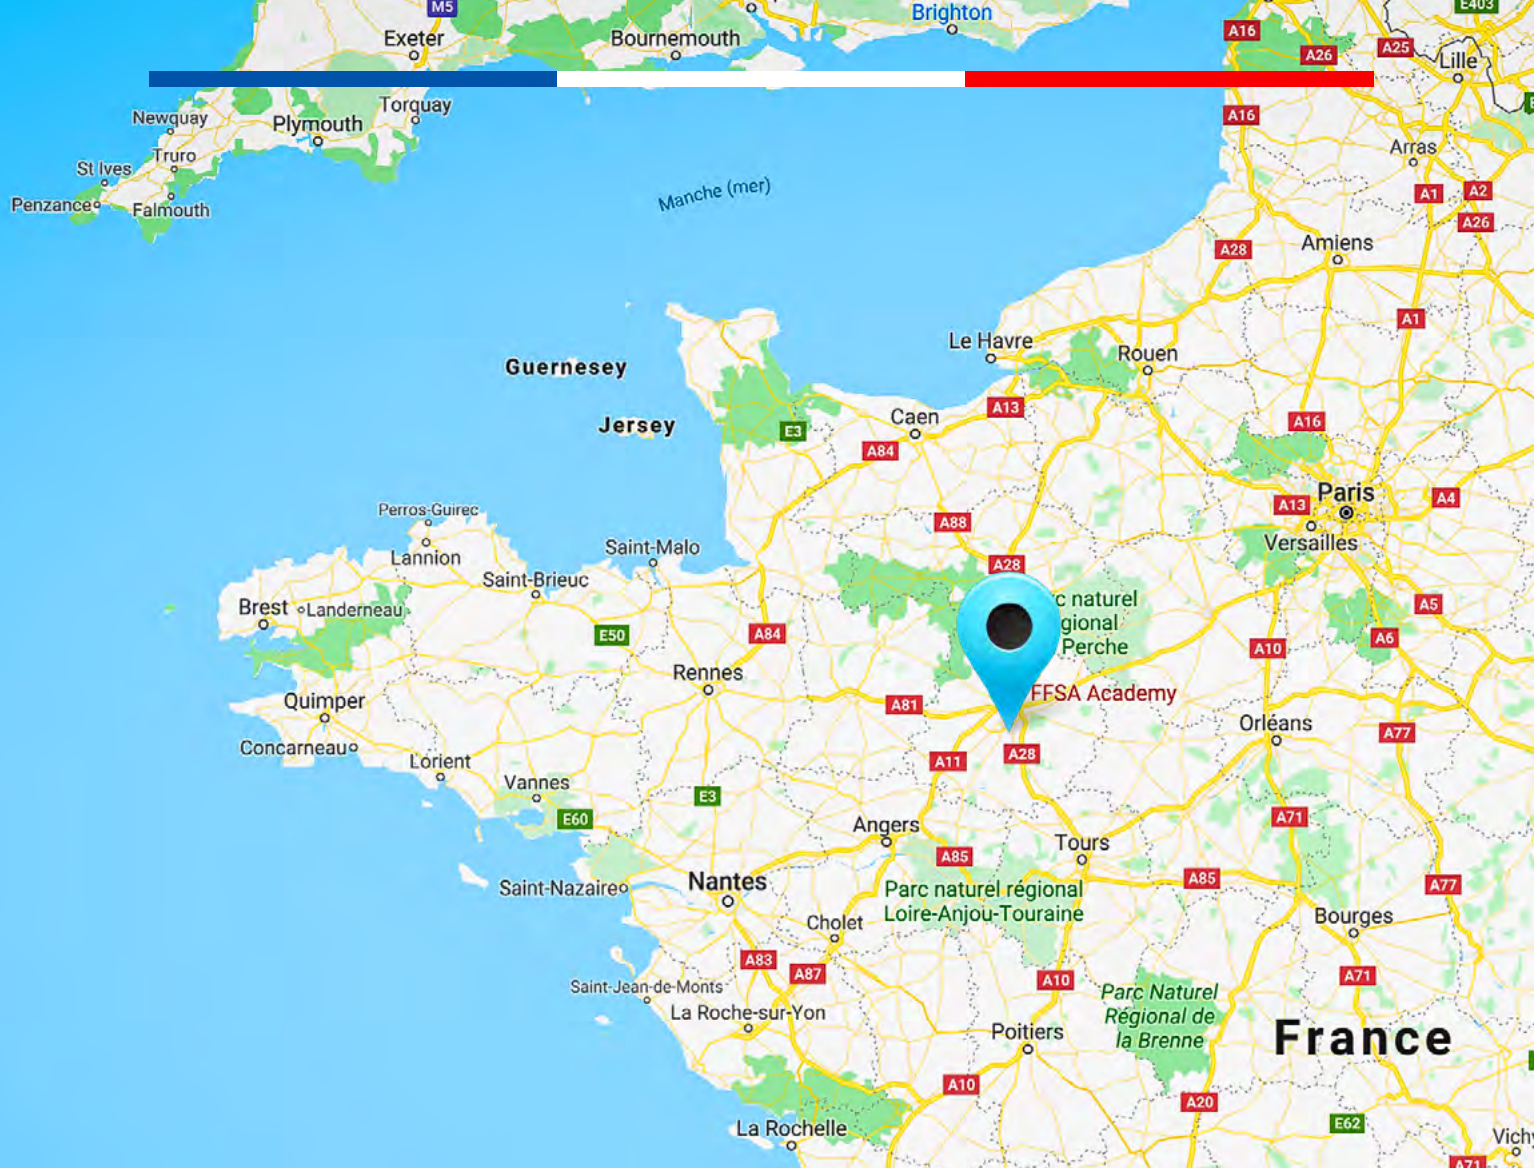 M5
Brighton
E403
Exeter
Bournemouth
A16
A26
A25
Lille
Newquay
Torquay
Plymouth
A16
Truro
St Ives
Arras
Penzance
Falmouth
Manche (mer)
A1
A2
A26
Amiens
A28
A1
Le Havre
Rouen
Guernesey
A13
Caen
Jersey
E3
A84
A16
Paris
A13
A4
Perros-Guirec
A88
Versailles
Lannion
Saint-Malo
A28
Saint-Brieuc
Brest
Landerneau
c naturel
gional
Perche
A5
E50
A84
A6
A10
Rennes
FFSA Academy
Quimper
A81
Orléans
A77
Concarneau
Lorient
A11
A28
Vannes
E3
E60
Angers
A71
Tours
A85
A85
A77
Saint-Nazaire
Nantes
Parc naturel régional
Loire-Anjou-Touraine
Cholet
Bourges
A83
A87
A10
A71
Saint-Jean-de-Monts
Parc Naturel
Régional de
la Brenne
La Roche-sur-Yon
Poitiers
France
A10
A20
E62
La Rochelle
Vichy
A71